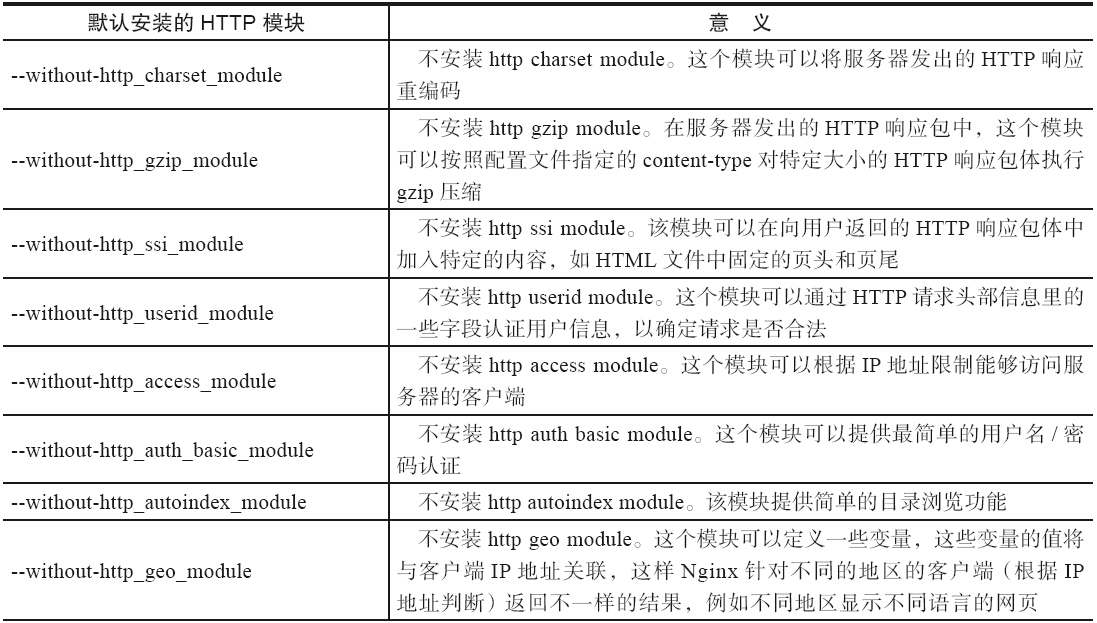 默认安装的 HTTP 模块
意 义
--without-http_charset_module
不安装 http charset module。这个模块可以将服务器发出的 HTTP 响应
重编码
--without-http_gzip_module
不安装 http gzip module。在服务器发出的 HTTP 响应包中，这个模块
可以按照配置文件指定的 content-type 对特定大小的 HTTP 响应包体执行
gzip 压缩
--without-http_ssi_module
不安装 http ssi module。该模块可以在向用户返回的 HTTP 响应包体中
加入特定的内容，如 HTML 文件中固定的页头和页尾
--without-http_userid_module
不安装 http userid module。这个模块可以通过 HTTP 请求头部信息里的
一些字段认证用户信息，以确定请求是否合法
--without-http_access_module
不安装 http access module。这个模块可以根据 IP 地址限制能够访问服
务器的客户端
--without-http_auth_basic_module
不安装 http auth basic module。这个模块可以提供最简单的用户名 / 密
码认证
--without-http_autoindex_module
不安装 http autoindex module。该模块提供简单的目录浏览功能
--without-http_geo_module
不安装 http geo module。这个模块可以定义一些变量，这些变量的值将
与客户端 IP 地址关联，这样 Nginx 针对不同的地区的客户端（根据 IP
地址判断）返回不一样的结果，例如不同地区显示不同语言的网页